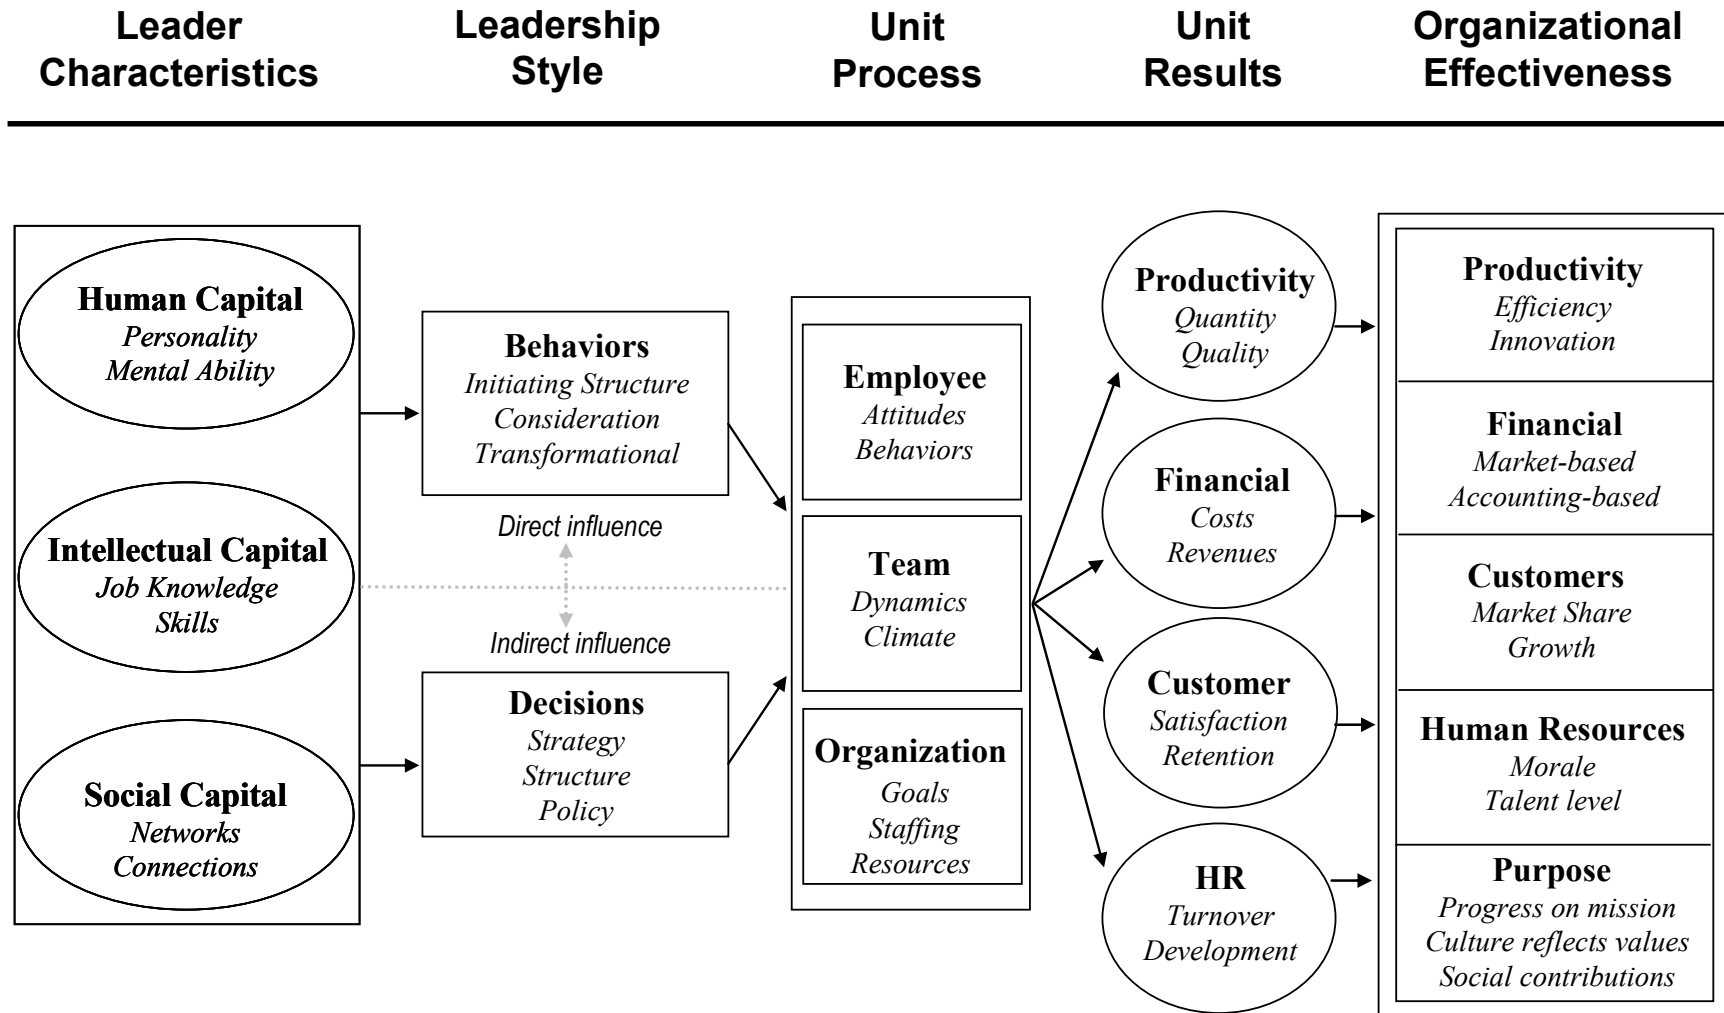 Leader
Characteristics
Leadership
Style
Unit
Process
Unit
Results
Organizational
Effectiveness
Human Capital
Personality
Mental Ability
Intellectual Capital
Job Knowledge
Skills
Social Capital
Networks
Connections
Behaviors
Initiating Structure
Consideration
Transformational
Direct influence
Indirect influence
Decisions
Strategy
Structure
Policy
Employee
Attitudes
Behaviors
Team
Dynamics
Climate
Organization
Goals
Staffing
Resources
Productivity
Quantity
Quality
Financial
Costs
Revenues
Customer
Satisfaction
Retention
HR
Turnover
Development
Productivity
Efficiency
Innovation
Financial
Market-based
Accounting-based
Customers
Market Share
Growth
Human Resources
Morale
Talent level
Purpose
Progress on mission
Culture reflects values
Social contributions